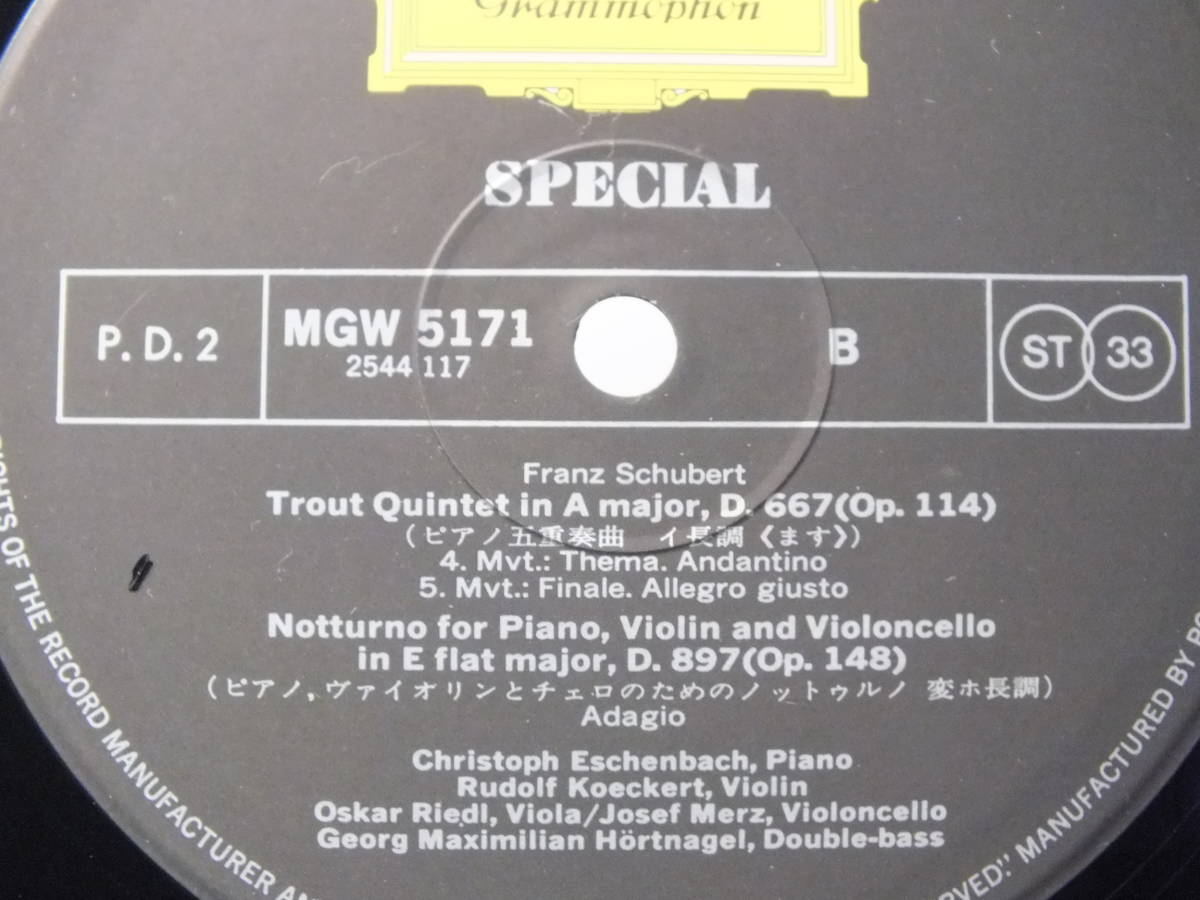 Grammophon
SPECIAL
P. D. 2
MGW 5171
2544 117
B
ST 33
Franz Schubert
Trout Quintet in A major, D. 667(Op. 114)
(ピアノ五重奏曲　イ長調《ます》)
4. Mvt.: Thema. Andantino
5. Mvt.: Finale. Allegro giusto
Notturno for Piano, Violin and Violoncello
in E flat major, D. 897(Op. 148)
(ピアノ,ヴァイオリンとチェロのためのノットゥルノ 変ホ長調)
Adagio
Christoph Eschenbach, Piano
Rudolf Koeckert, Violin
Oskar Riedl, Viola/Josef Merz, Violoncello
Georg Maximilian Hörtnagel, Double-bass
OF THE RECORD MANUFACTURER
MANUFACTURED BY